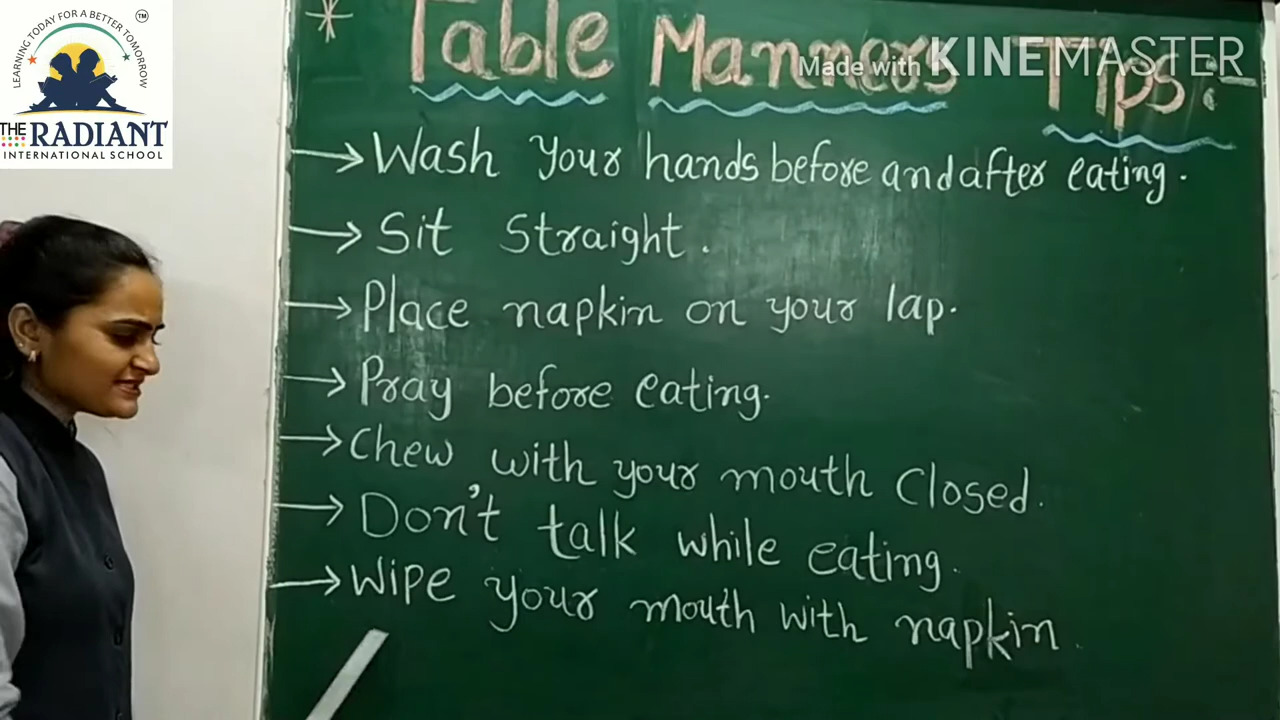 LEARNING TODAY FOR A BETTER TOMORROW
TM
THE RADIANT
INTERNATIONAL SCHOOL
* Table Manners Tips:-
Made with KINEMASTER
→ Wash your hands before and after eating.
→ Sit Straight.
→ Place napkin on your lap.
→ Pray before eating.
→ Chew with your mouth Closed.
→ Don't talk while eating.
→ Wipe your mouth with napkin.